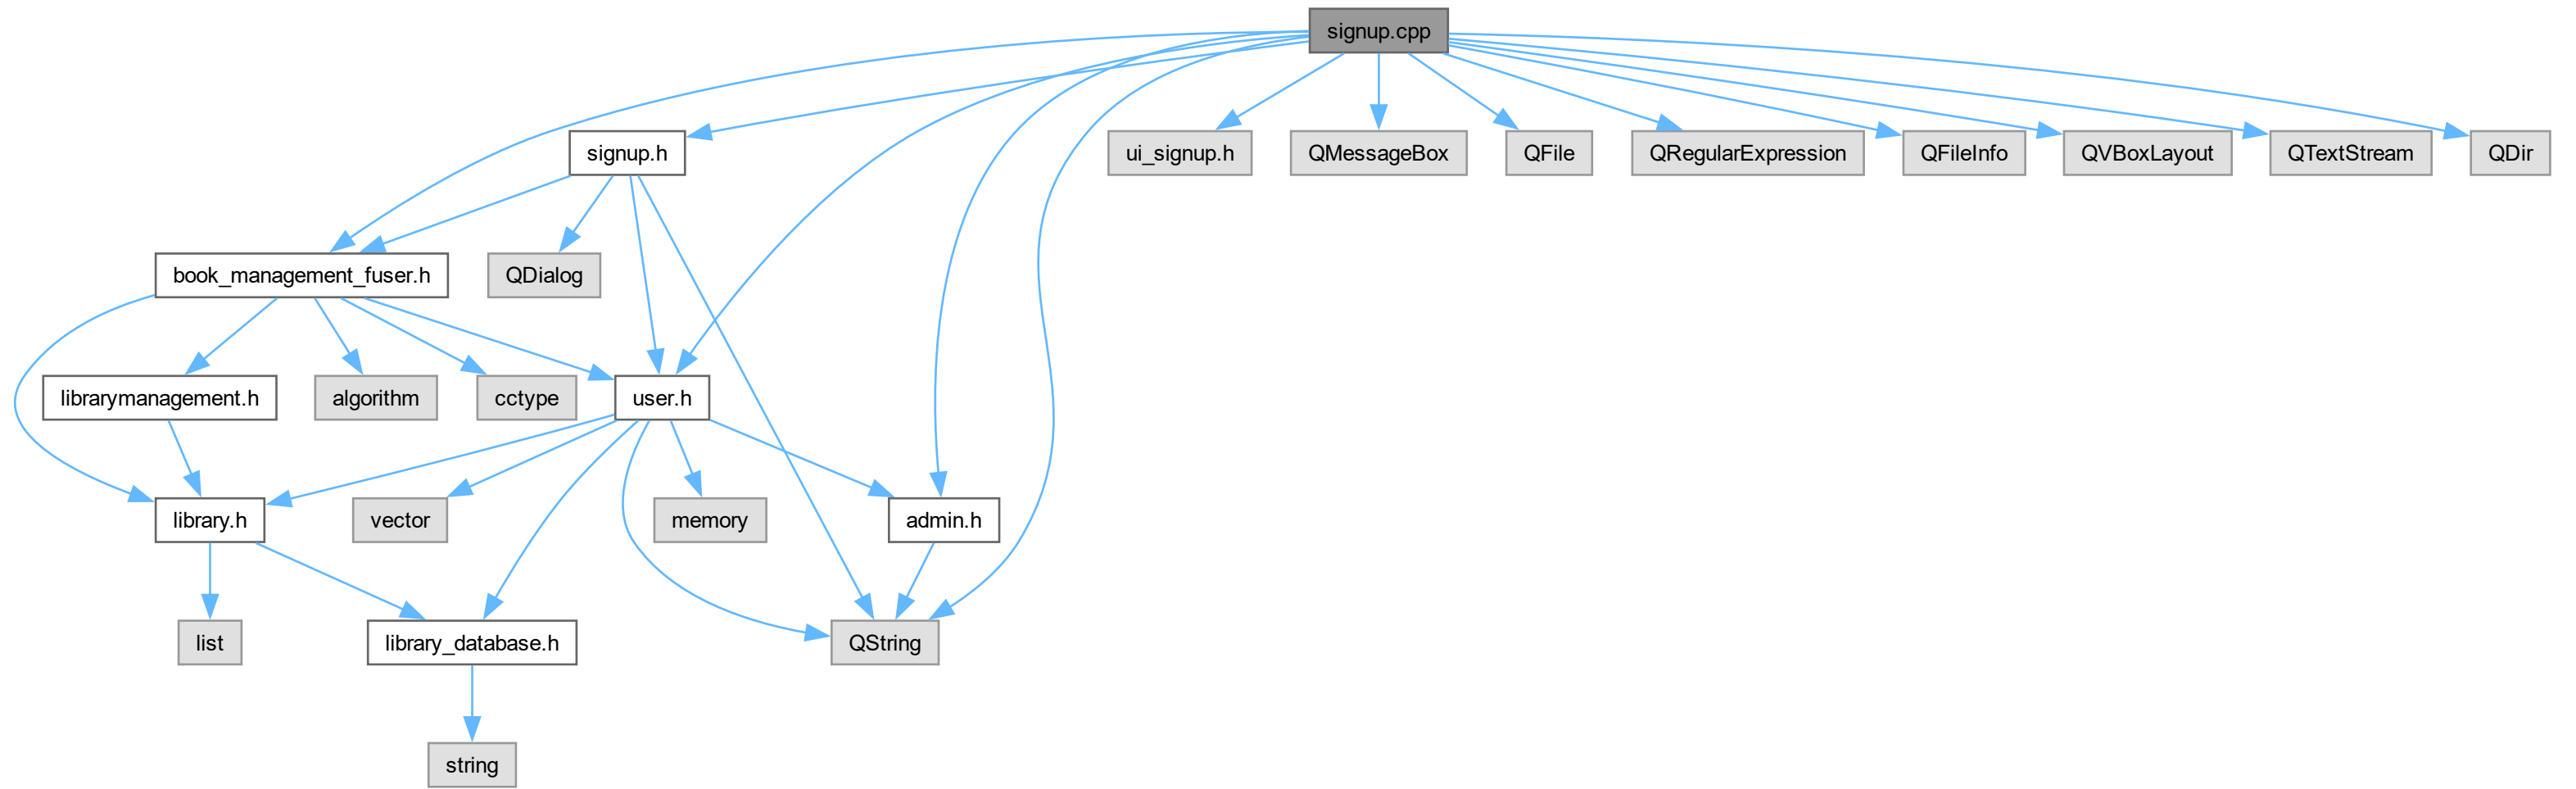 signup.cpp
signup.h
ui_signup.h
QMessageBox
QFile
QRegularExpression
QFileInfo
QVBoxLayout
QTextStream
QDir
book_management_fuser.h
QDialog
librarymanagement.h
algorithm
cctype
user.h
library.h
vector
memory
admin.h
list
library_database.h
QString
string